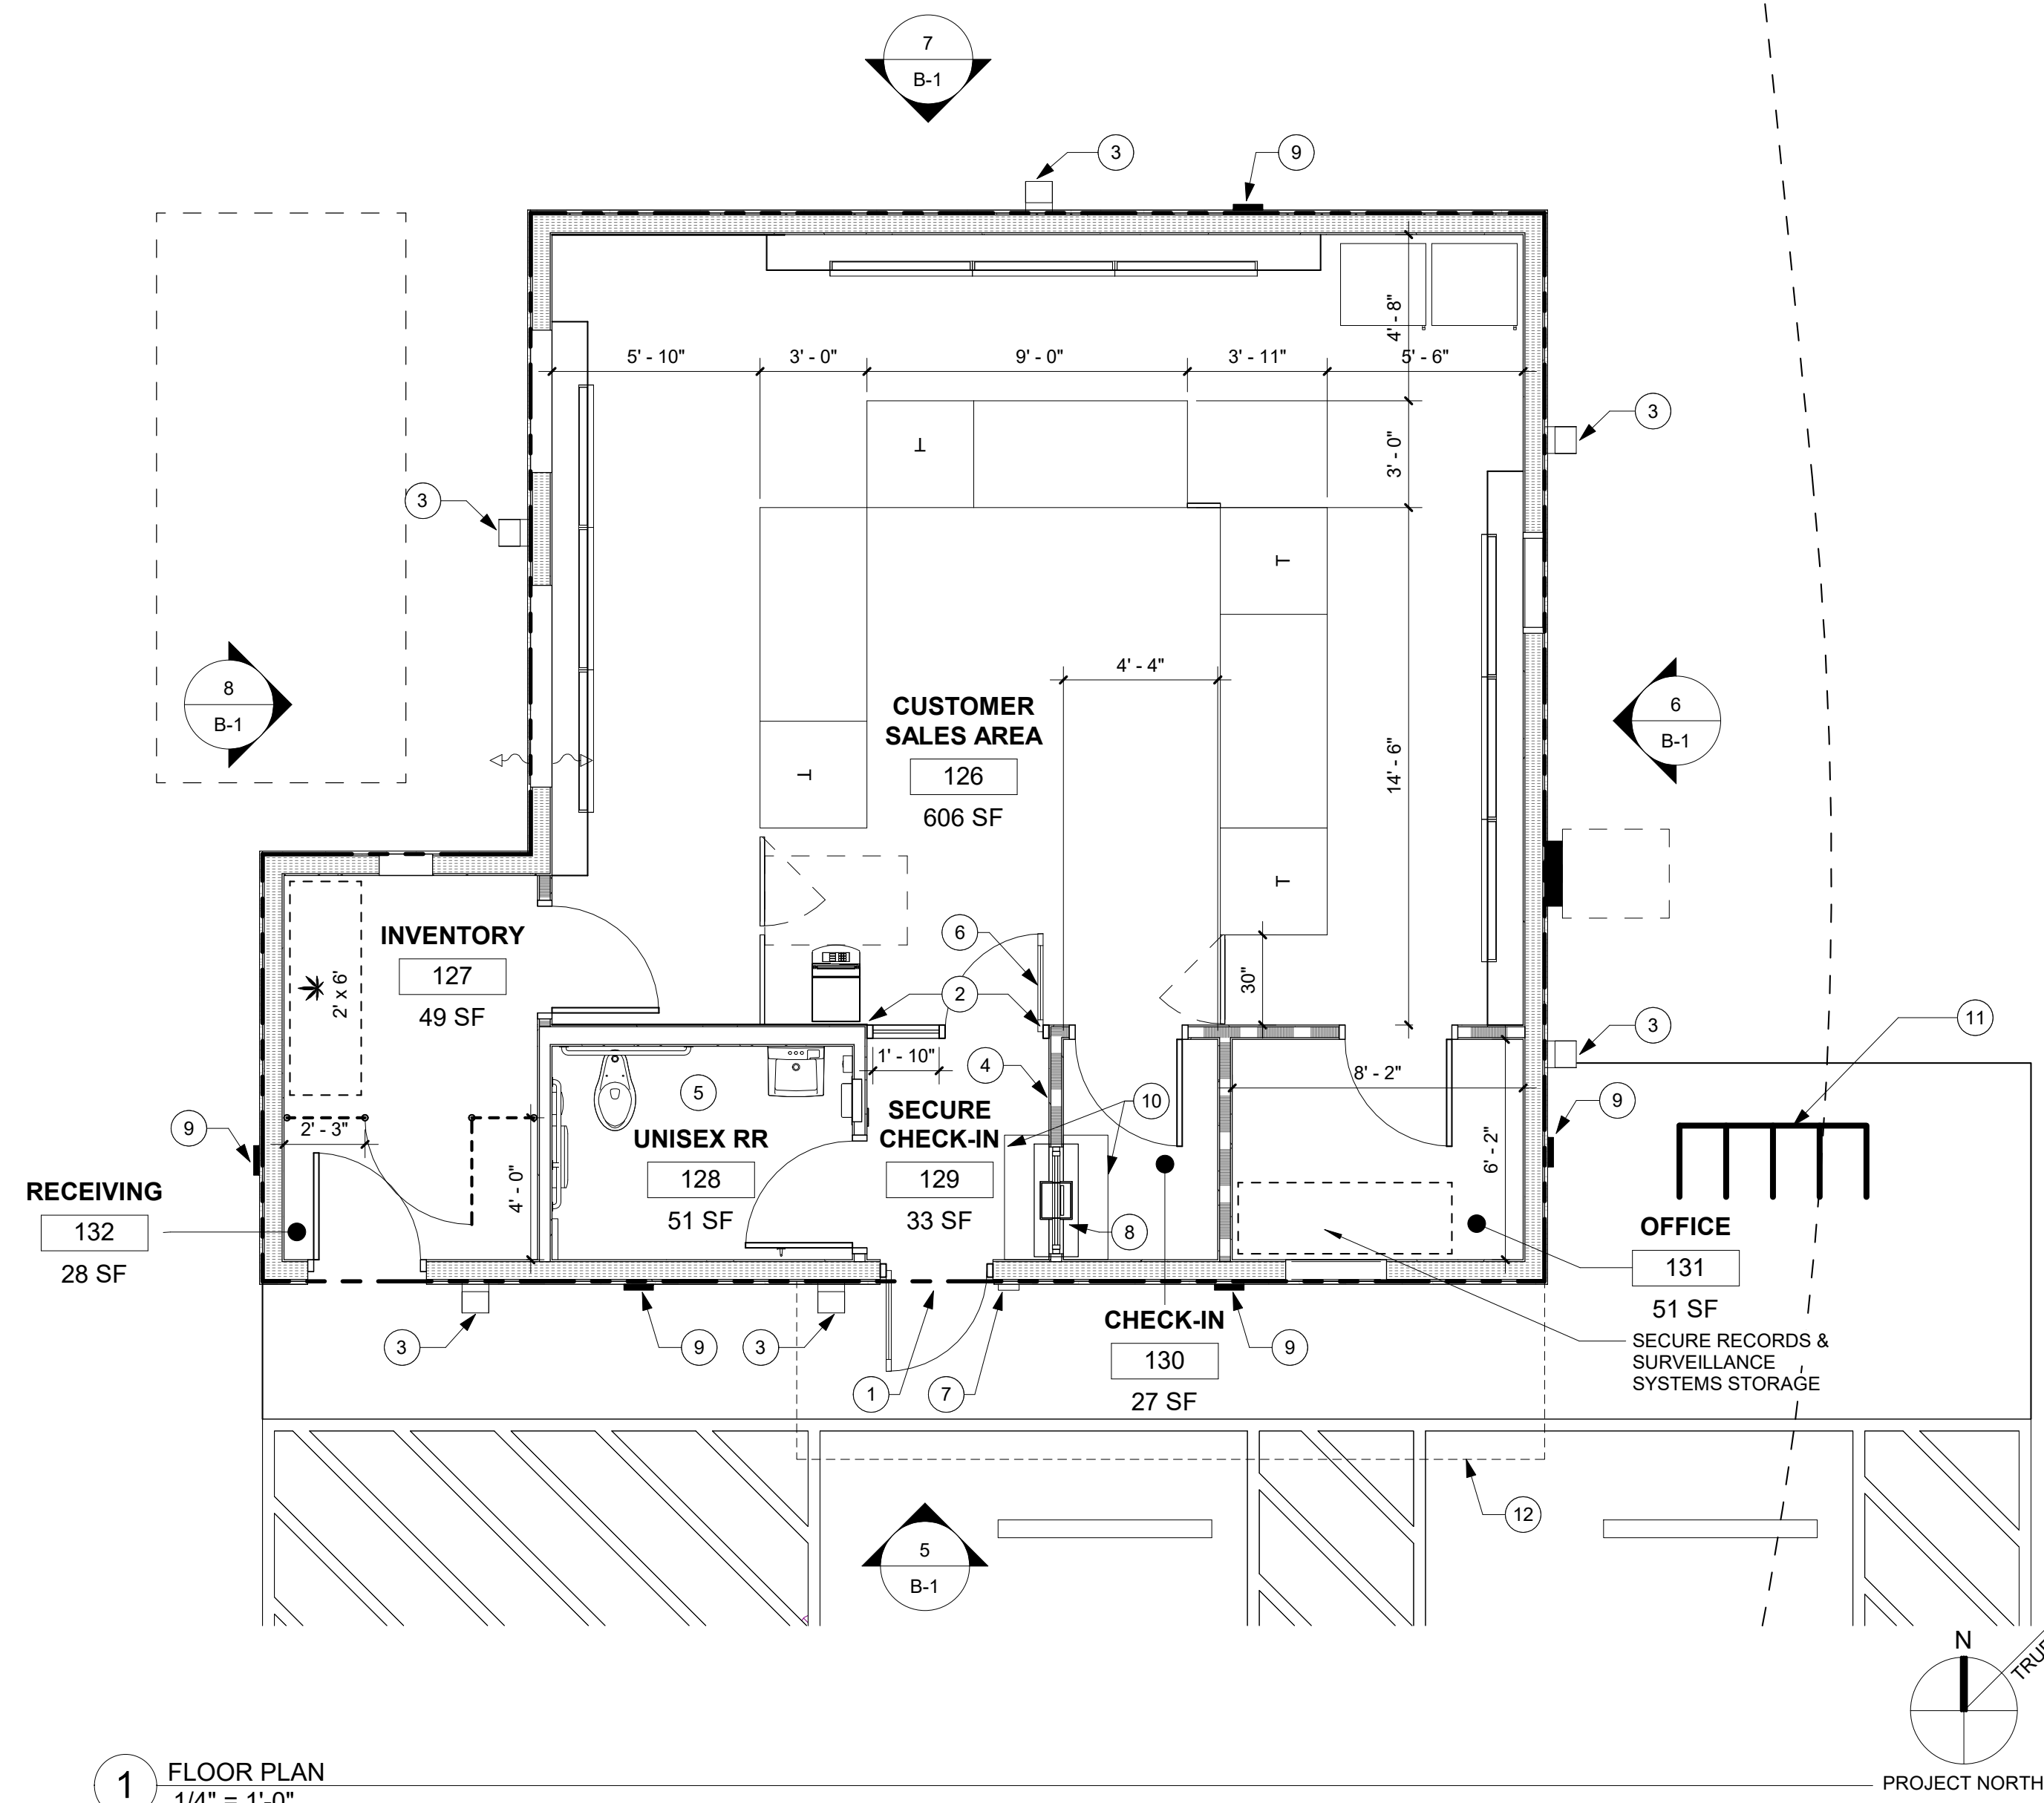 7
B-1
3
9
4' - 8"
5' - 10"
3' - 0"
9' - 0"
3' - 11"
5' - 6"
3
3' - 0"
T
3
T
4' - 4"
8
B-1
CUSTOMER
SALES AREA
126
606 SF
14' - 6"
6
B-1
T
T
INVENTORY
127
49 SF
2' x 6'
6
2
30"
11
3
1' - 10"
4
8' - 2"
5
SECURE
CHECK-IN
129
33 SF
10
9
9
2' - 3"
UNISEX RR
128
51 SF
6' - 2"
4' - 0"
RECEIVING
132
28 SF
8
OFFICE
131
51 SF
CHECK-IN
130
27 SF
3
9
3
1
7
9
SECURE RECORDS &
SURVEILLANCE
SYSTEMS STORAGE
12
5
B-1
N
1
FLOOR PLAN
1/4" = 1'-0"
PROJECT NORTH